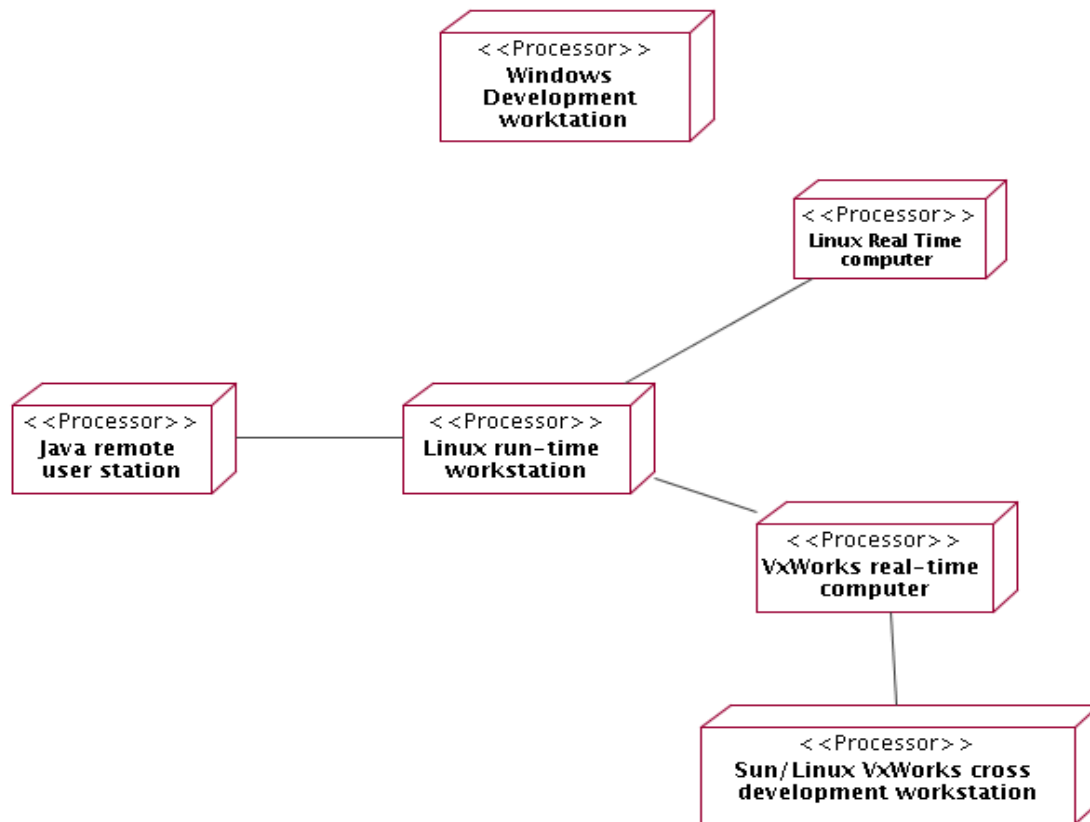 < <Processor> >
Windows
Development
worktation
< <Processor> >
Linux Real Time
computer
< <Processor> >
Java remote
user station
< <Processor> >
Linux run-time
workstation
< <Processor> >
VxWorks real-time
computer
< <Processor> >
Sun/Linux VxWorks cross
development workstation